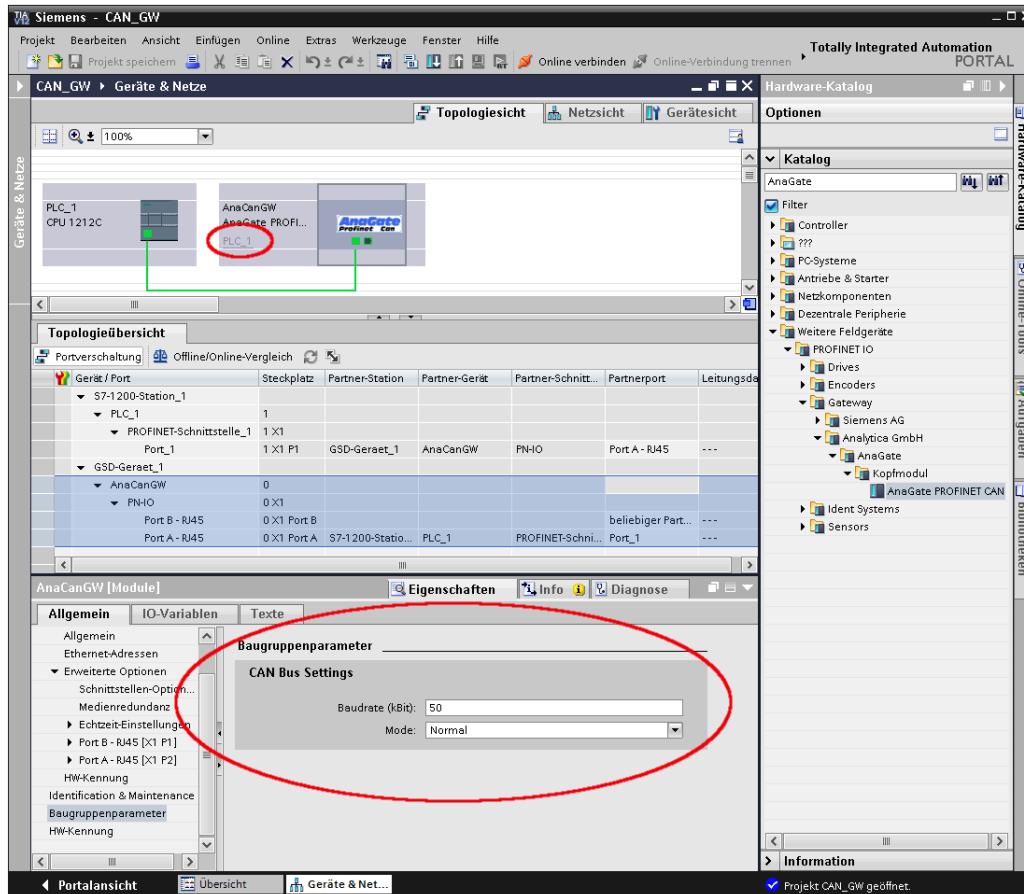 Siemens - CAN_GW
Projekt Bearbeiten Ansicht Einfügen Online Extras Werkzeuge Fenster Hilfe
Totally Integrated Automation
PORTAL
Projekt speichern Online verbinden Online-Verbindung trennen
CAN_GW Geräte & Netze
Hardware-Katalog
Topologiesicht Netzsicht Gerätesicht
Optionen
100%
Geräte & Netze
PLC_1
CPU 1212C
AnaCanGW
AnaGate PROFI...
PLC_1
AnaGate
Profinet Can
Topologieübersicht
Portverschaltung Offline/Online-Vergleich
Gerät / Port Steckplatz Partner-Station Partner-Gerät Partner-Schnitt... Partnerport Leitungsda
S7-1200-Station_1
PLC_1 1
PROFINET-Schnittstelle_1 1 X1
Port_1 1 X1 P1 GSD-Geraet_1 AnaCanGW PN-IO Port A - RJ45 ---
GSD-Geraet_1
AnaCanGW 0
PN-IO 0 X1
Port B - RJ45 0 X1 Port B beliebiger Part... ---
Port A - RJ45 0 X1 Port A S7-1200-Statio... PLC_1 PROFINET-Schni... Port_1 ---
AnaCanGW [Module]
Eigenschaften Info Diagnose
Allgemein IO-Variablen Texte
Allgemein
Ethernet-Adressen
Erweiterte Optionen
Schnittstellen-Option...
Medienredundanz
Echtzeit-Einstellungen
Port B - RJ45 [X1 P1]
Port A - RJ45 [X1 P2]
HW-Kennung
Identification & Maintenance
Baugruppenparameter
HW-Kennung
Baugruppenparameter
CAN Bus Settings
Baudrate (kBit): 50
Mode: Normal
Katalog
AnaGate
Filter
Controller
???
PC-Systeme
Antriebe & Starter
Netzkomponenten
Dezentrale Peripherie
Weitere Feldgeräte
PROFINET IO
Drives
Encoders
Gateway
Siemens AG
Analytica GmbH
AnaGate
Kopfmodul
AnaGate PROFINET CAN
Ident Systems
Sensors
Information
Hardware-Katalog
Online-Tools
Aufgaben
Bibliotheken
Portalansicht Übersicht Geräte & Net...
Projekt CAN_GW geöffnet.